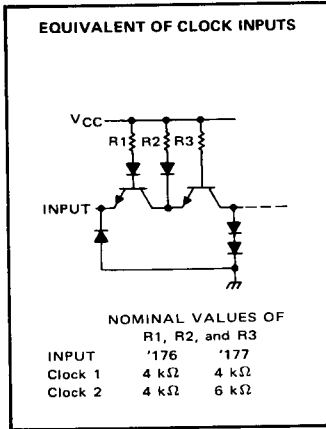 EQUIVALENT OF CLOCK INPUTS
VCC
R1 R2 R3
INPUT
NOMINAL VALUES OF
R1, R2, and R3
INPUT '176 '177
Clock 1 4 kΩ 4 kΩ
Clock 2 4 kΩ 6 kΩ